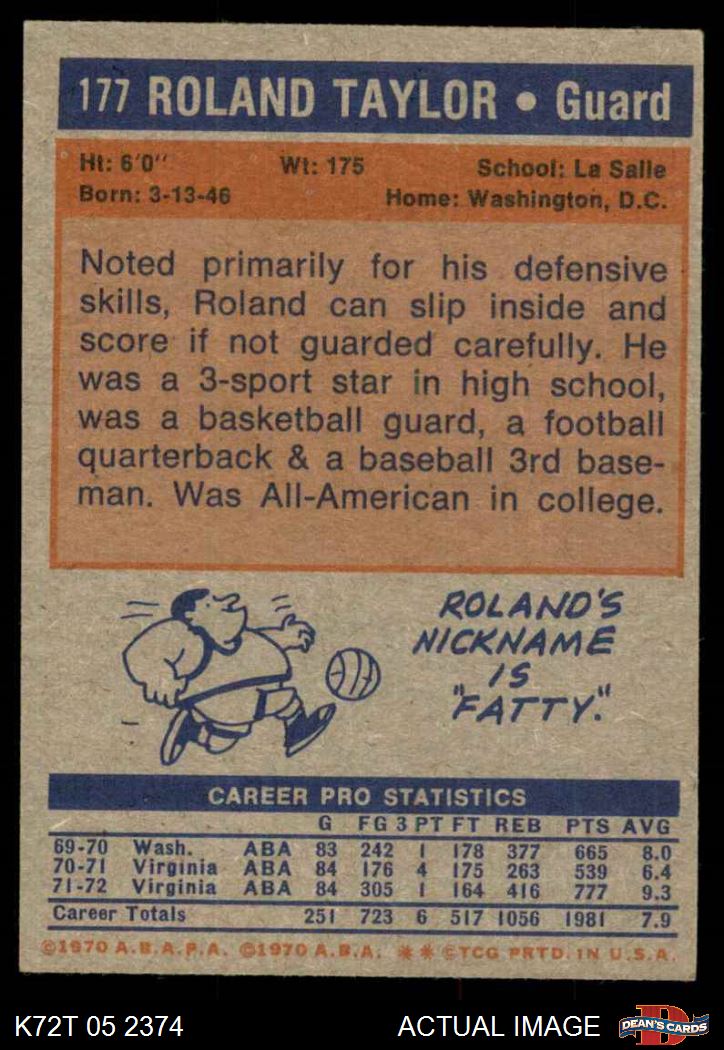 177 ROLAND TAYLOR • Guard
Ht: 6'0" Wt: 175 School: La Salle
Born: 3-13-46 Home: Washington, D.C.
Noted primarily for his defensive
skills, Roland can slip inside and
score if not guarded carefully. He
was a 3-sport star in high school,
was a basketball guard, a football
quarterback & a baseball 3rd base-
man. Was All-American in college.
ROLAND'S
NICKNAME
IS
"FATTY."
CAREER PRO STATISTICS
G FG 3 PT FT REB PTS AVG
69-70 Wash. ABA 83 242 1 178 377 665 8.0
70-71 Virginia ABA 84 176 4 175 263 539 6.4
71-72 Virginia ABA 84 305 1 164 416 777 9.3
Career Totals 251 723 6 517 1056 1981 7.9
©1970 A.B.A.P.A. ©1970 A.B.A. ** ©TCG PRTD. IN U.S.A.
K72T 05 2374 ACTUAL IMAGE DEAN'S CARDS